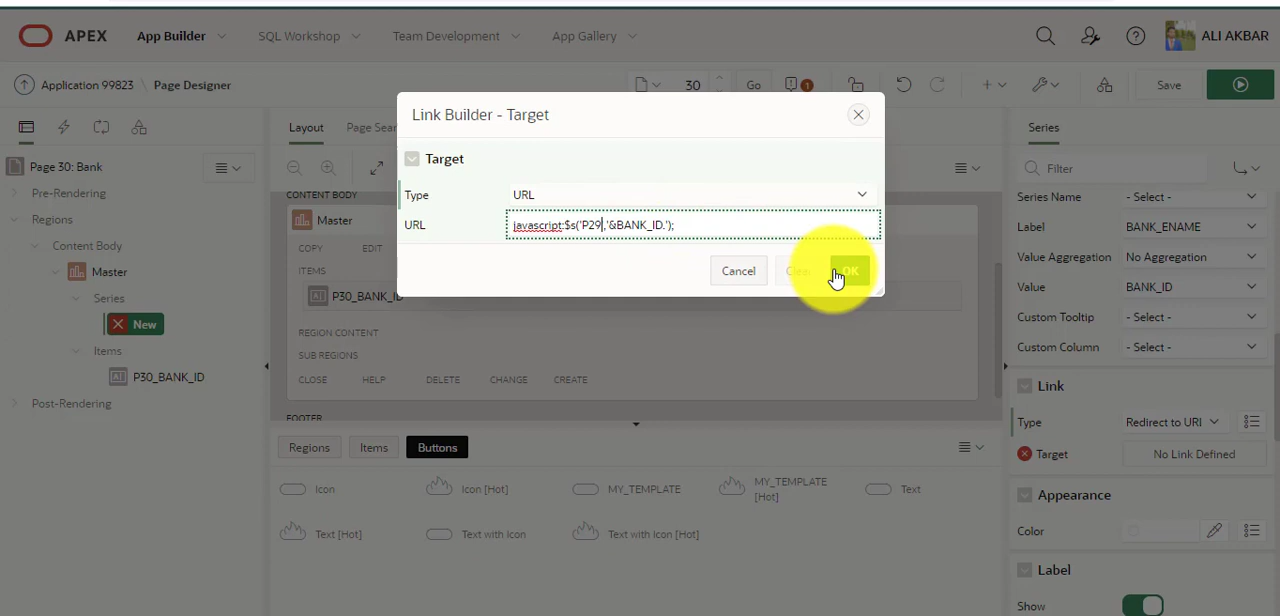 APEX App Builder SQL Workshop Team Development App Gallery ALI AKBAR
Application 99823 \ Page Designer 30 Go 1 Save
Layout Page Sear Series
Link Builder - Target
Target
Type URL
URL javascript:$s('P29,'&BANK_ID.');
Cancel Clear OK
Page 30: Bank
Pre-Rendering
Regions
Content Body
Master
Series
New
Items
P30_BANK_ID
Post-Rendering
CONTENT BODY
Master
COPY EDIT
ITEMS
P30_BANK_ID
REGION CONTENT
SUB REGIONS
CLOSE HELP DELETE CHANGE CREATE
FOOTER
Regions Items Buttons
Icon Icon [Hot] MY_TEMPLATE MY_TEMPLATE [Hot] Text
Text [Hot] Text with Icon Text with Icon [Hot]
Filter
Series Name - Select -
Label BANK_ENAME
Value Aggregation No Aggregation
Value BANK_ID
Custom Tooltip - Select -
Custom Column - Select -
Link
Type Redirect to URI
Target No Link Defined
Appearance
Color
Label
Show